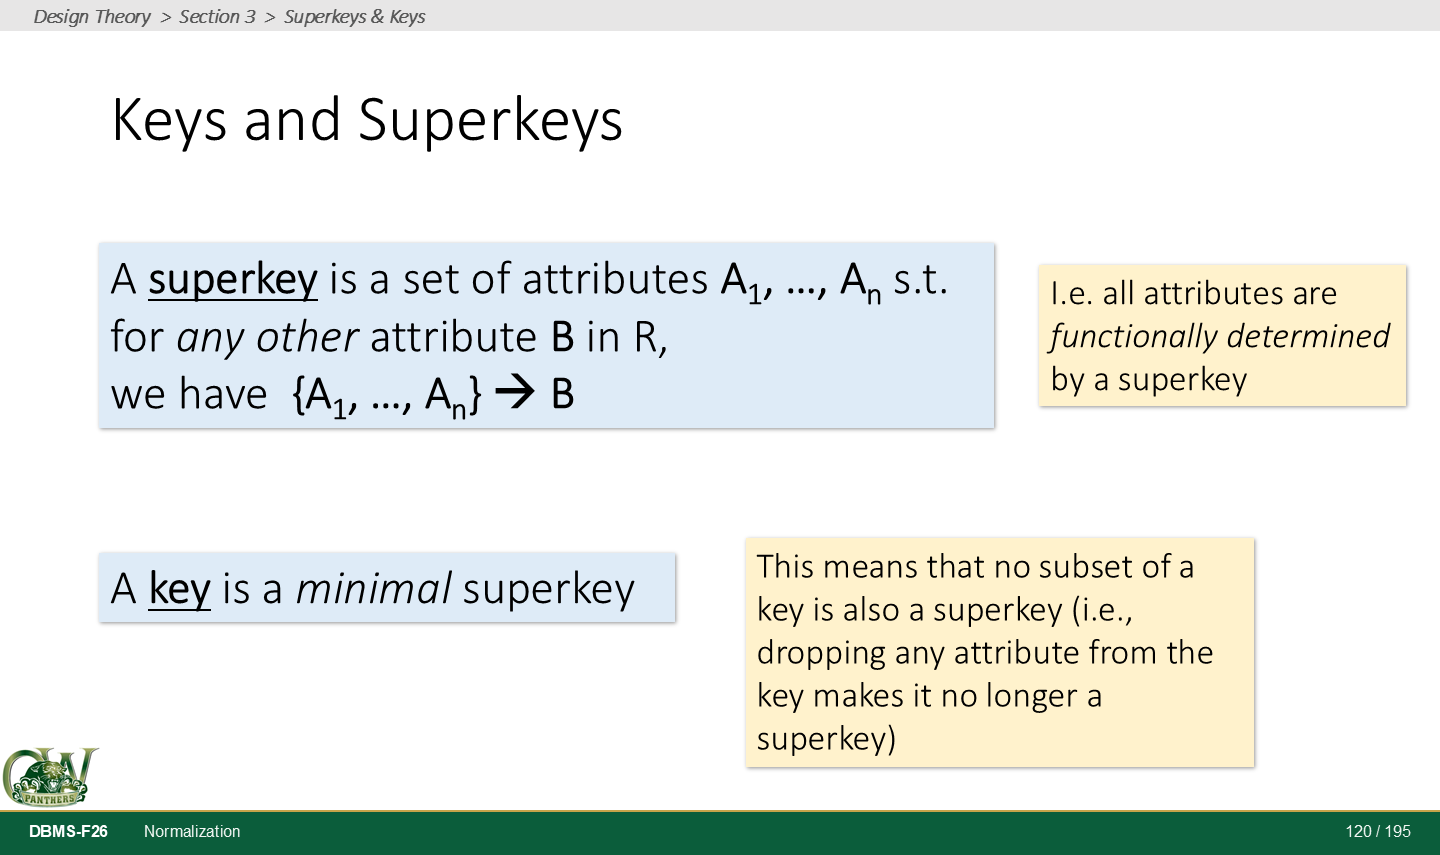 Design Theory > Section 3 > Superkeys & Keys
Keys and Superkeys
A superkey is a set of attributes A1, …, An s.t.
for any other attribute B in R,
we have {A1, …, An} → B
I.e. all attributes are
functionally determined
by a superkey
A key is a minimal superkey
This means that no subset of a
key is also a superkey (i.e.,
dropping any attribute from the
key makes it no longer a
superkey)
CW
PANTHERS
DBMS-F26 Normalization 120 / 195